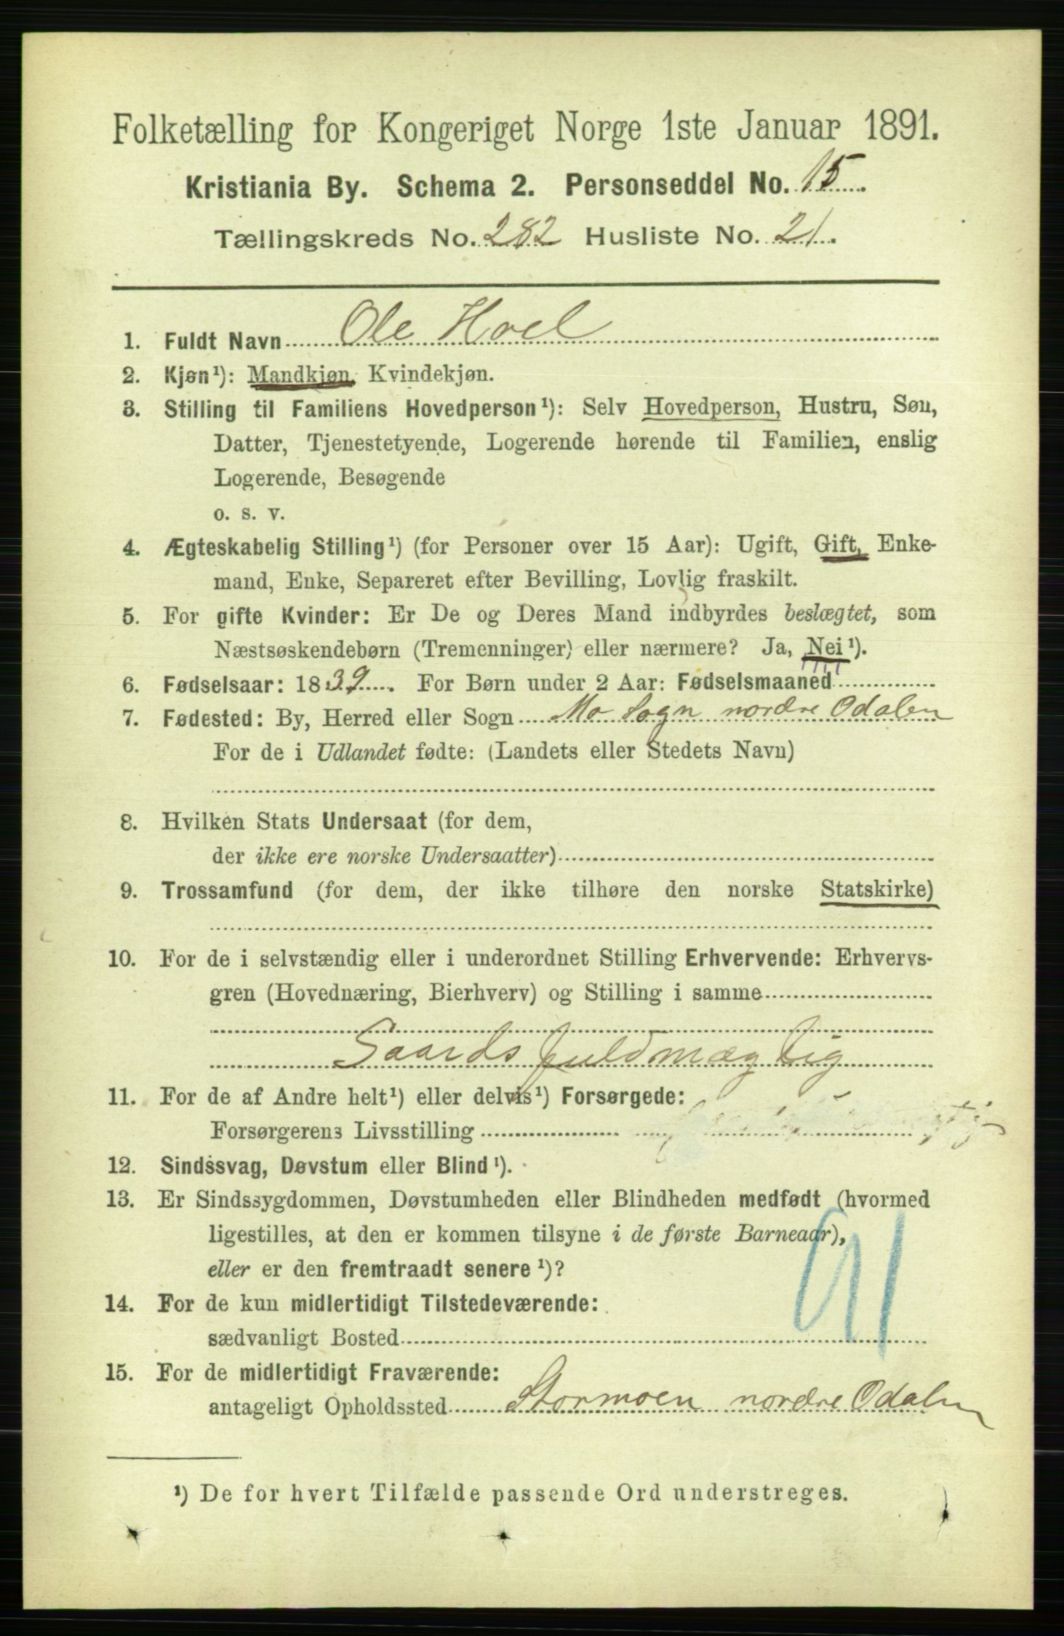 Folketælling for Kongeriget Norge 1ste Januar 1891.
Kristiania By. Schema 2. Personseddel No. 15.
Tællingskreds No. 282 Husliste No. 21.
1. Fuldt Navn Ole Hoel
2. Kjøn¹): Mandkjøn, Kvindekjøn.
3. Stilling til Familiens Hovedperson¹): Selv Hovedperson, Hustru, Søn,
Datter, Tjenestetyende, Logerende hørende til Familien, enslig
Logerende, Besøgende
o. s. v.
4. Ægteskabelig Stilling¹) (for Personer over 15 Aar): Ugift, Gift, Enke-
mand, Enke, Separeret efter Bevilling, Lovlig fraskilt.
5. For gifte Kvinder: Er De og Deres Mand indbyrdes beslægtet, som
Næstsøskendebørn (Tremenninger) eller nærmere? Ja, Nei¹).
6. Fødselsaar: 1839. For Børn under 2 Aar: Fødselsmaaned
7. Fødested: By, Herred eller Sogn Mo Sogn nordre Odalen
For de i Udlandet fødte: (Landets eller Stedets Navn)
8. Hvilken Stats Undersaat (for dem,
der ikke ere norske Undersaatter)
9. Trossamfund (for dem, der ikke tilhøre den norske Statskirke)
10. For de i selvstændig eller i underordnet Stilling Erhvervende: Erhvervs-
gren (Hovednæring, Bierhverv) og Stilling i samme
fuldmægtig
11. For de af Andre helt¹) eller delvis¹) Forsørgede:
Forsørgerens Livsstilling
12. Sindssvag, Døvstum eller Blind¹).
13. Er Sindssygdommen, Døvstumheden eller Blindheden medfødt (hvormed
ligestilles, at den er kommen tilsyne i de første Barneaar),
eller er den fremtraadt senere¹)?
91
14. For de kun midlertidigt Tilstedeværende:
sædvanligt Bosted
15. For de midlertidigt Fraværende:
antageligt Opholdssted Stormoen nordre Odalen
¹) De for hvert Tilfælde passende Ord understreges.